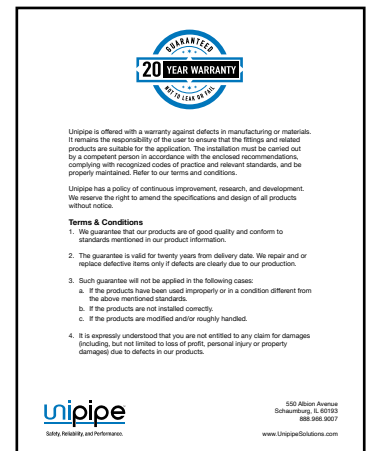 GUARANTEED
20 YEAR WARRANTY
NOT TO LEAK OR FAIL
Unipipe is offered with a warranty against defects in manufacturing or materials.
It remains the responsibility of the user to ensure that the fittings and related
products are suitable for the application. The installation must be carried out
by a competent person in accordance with the enclosed recommendations,
complying with recognized codes of practice and relevant standards, and be
properly maintained. Refer to our terms and conditions.
Unipipe has a policy of continuous improvement, research, and development.
We reserve the right to amend the specifications and design of all products
without notice.
Terms & Conditions
1. We guarantee that our products are of good quality and conform to
standards mentioned in our product information.
2. The guarantee is valid for twenty years from delivery date. We repair and or
replace defective items only if defects are clearly due to our production.
3. Such guarantee will not be applied in the following cases:
a. If the products have been used improperly or in a condition different from
the above mentioned standards.
b. If the products are not installed correctly.
c. If the products are modified and/or roughly handled.
4. It is expressly understood that you are not entitled to any claim for damages
(including, but not limited to loss of profit, personal injury or property
damages) due to defects in our products.
unipipe
Safety, Reliability, and Performance.
550 Albion Avenue
Schaumburg, IL 60193
888.966.9007
www.UnipipeSolutions.com